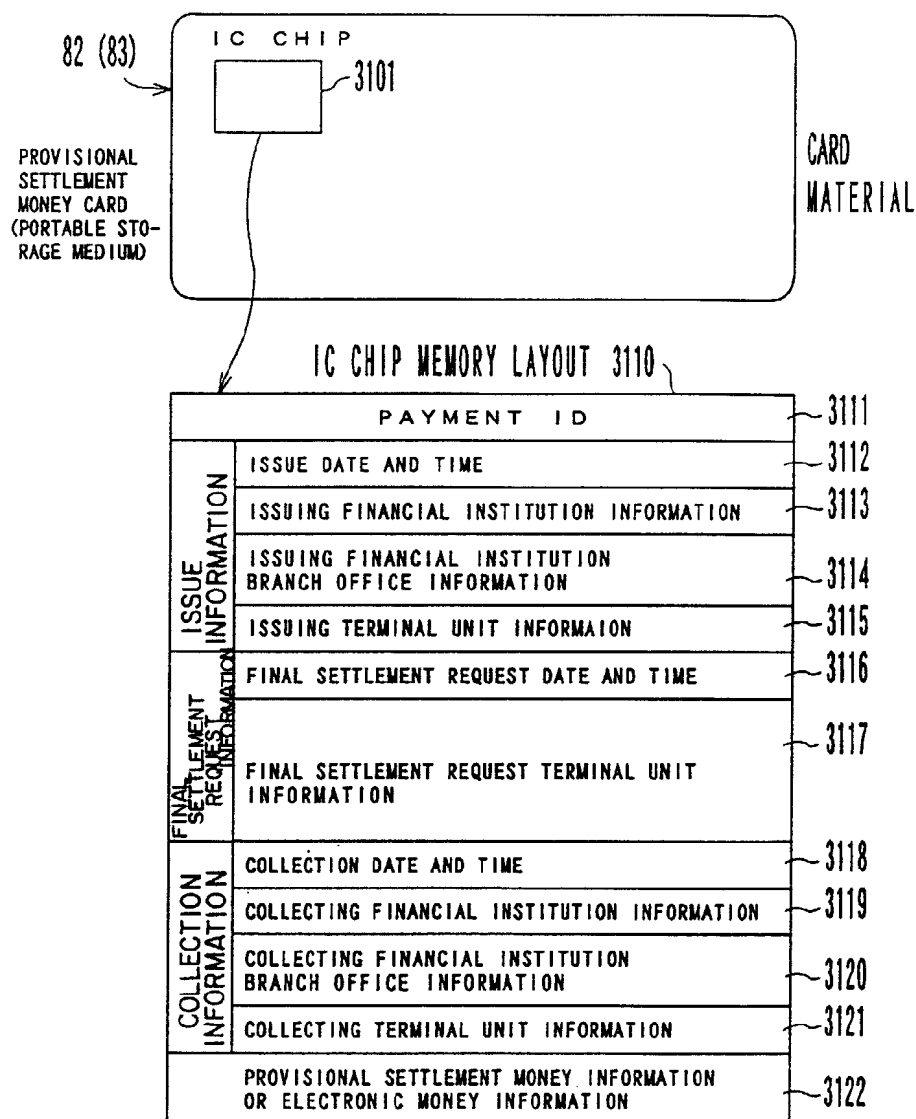 IC CHIP
82 (83)
3101
PROVISIONAL
SETTLEMENT
MONEY CARD
(PORTABLE STO-
RAGE MEDIUM)
CARD
MATERIAL
IC CHIP MEMORY LAYOUT 3110
PAYMENT ID
3111
ISSUE
INFORMATION
ISSUE DATE AND TIME
3112
ISSUING FINANCIAL INSTITUTION INFORMATION
3113
ISSUING FINANCIAL INSTITUTION
BRANCH OFFICE INFORMATION
3114
ISSUING TERMINAL UNIT INFORMAION
3115
FINAL
SETTLEMENT
REQUEST
INFORMATION
FINAL SETTLEMENT REQUEST DATE AND TIME
3116
FINAL SETTLEMENT REQUEST TERMINAL UNIT
INFORMATION
3117
COLLECTION
INFORMATION
COLLECTION DATE AND TIME
3118
COLLECTING FINANCIAL INSTITUTION INFORMATION
3119
COLLECTING FINANCIAL INSTITUTION
BRANCH OFFICE INFORMATION
3120
COLLECTING TERMINAL UNIT INFORMATION
3121
PROVISIONAL SETTLEMENT MONEY INFORMATION
OR ELECTRONIC MONEY INFORMATION
3122